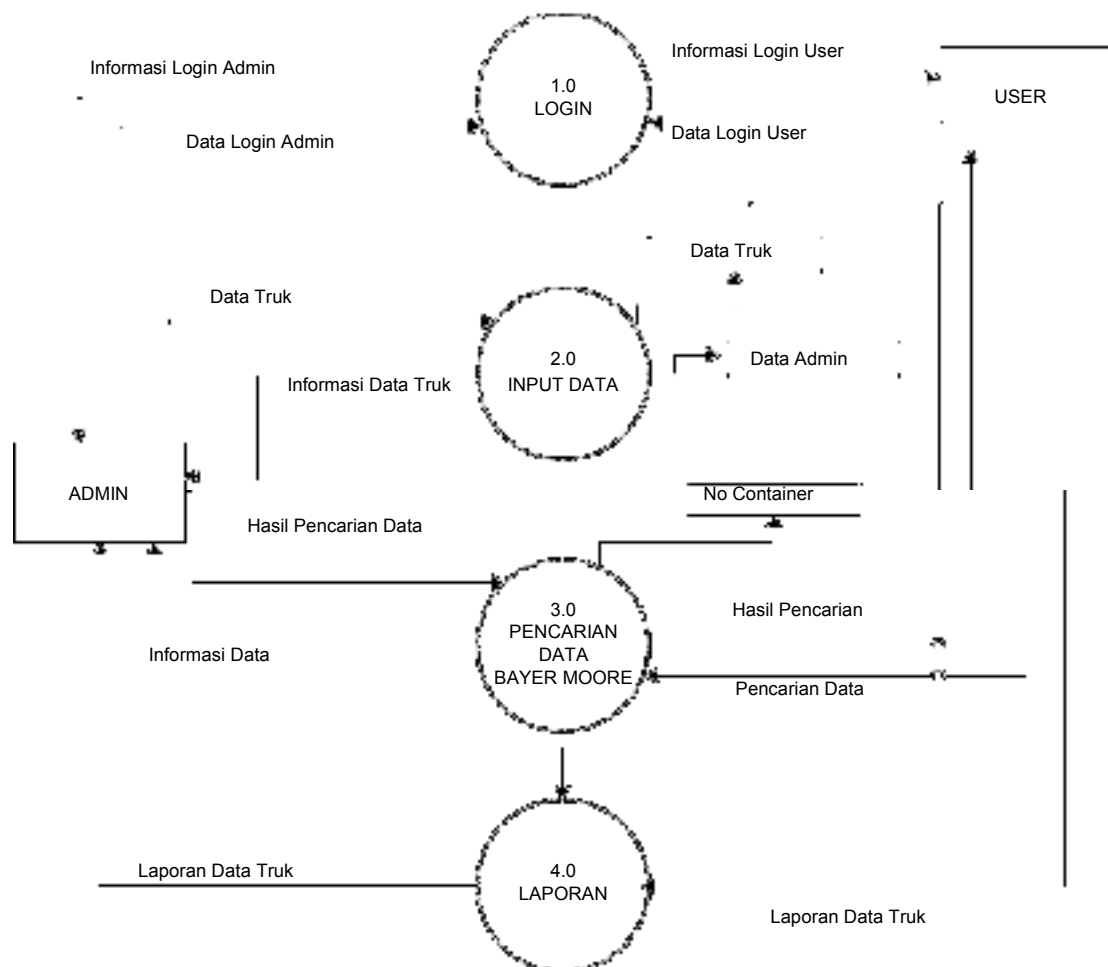 Informasi Login User
Informasi Login Admin
1.0
LOGIN
USER
Data Login Admin
Data Login User
Data Truk
Data Truk
2.0
INPUT DATA
Data Admin
Informasi Data Truk
ADMIN
No Container
Hasil Pencarian Data
3.0
PENCARIAN
DATA
BAYER MOORE
Hasil Pencarian
Informasi Data
Pencarian Data
4.0
LAPORAN
Laporan Data Truk
Laporan Data Truk